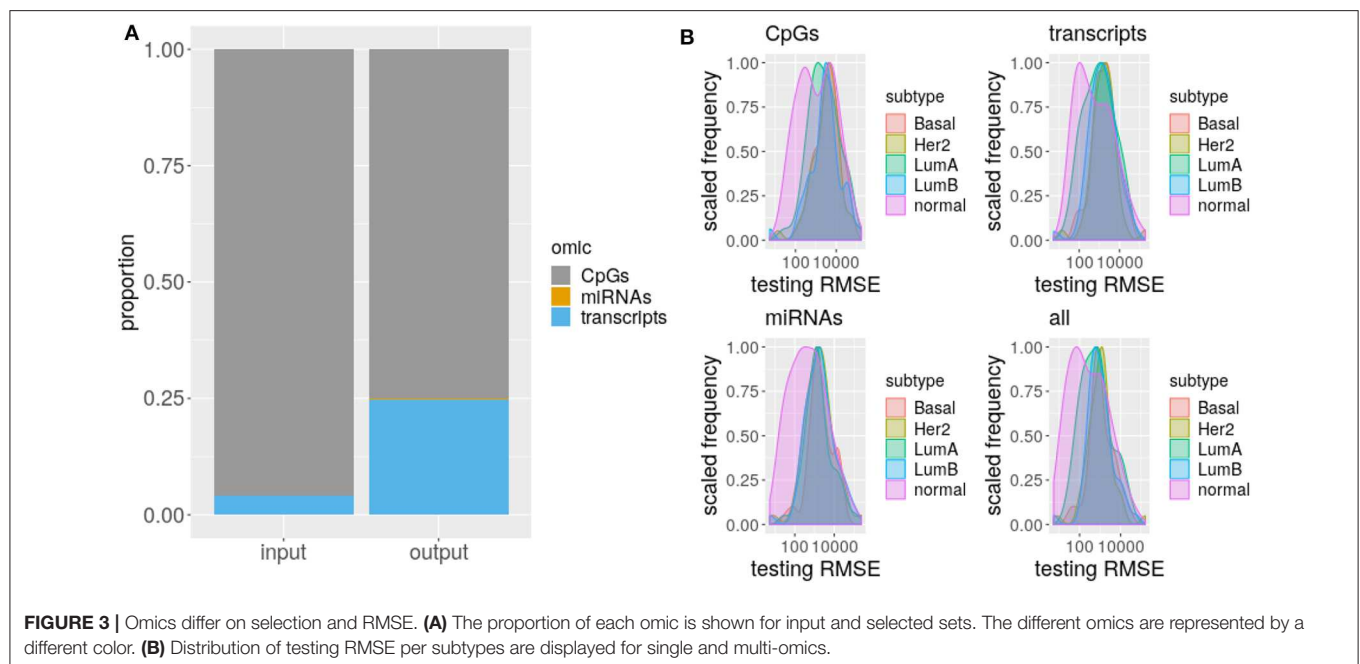 A
1.00
0.75
0.50
0.25
0.00
proportion
input
output
omic
CpGs
miRNAs
transcripts
B
CpGs
1.00
0.75
0.50
0.25
0.00
scaled frequency
100 10000
testing RMSE
subtype
Basal
Her2
LumA
LumB
normal
transcripts
1.00
0.75
0.50
0.25
0.00
scaled frequency
100 10000
testing RMSE
subtype
Basal
Her2
LumA
LumB
normal
miRNAs
1.00
0.75
0.50
0.25
0.00
scaled frequency
100 10000
testing RMSE
subtype
Basal
Her2
LumA
LumB
normal
all
1.00
0.75
0.50
0.25
0.00
scaled frequency
100 10000
testing RMSE
subtype
Basal
Her2
LumA
LumB
normal
FIGURE 3 | Omics differ on selection and RMSE. (A) The proportion of each omic is shown for input and selected sets. The different omics are represented by a
different color. (B) Distribution of testing RMSE per subtypes are displayed for single and multi-omics.